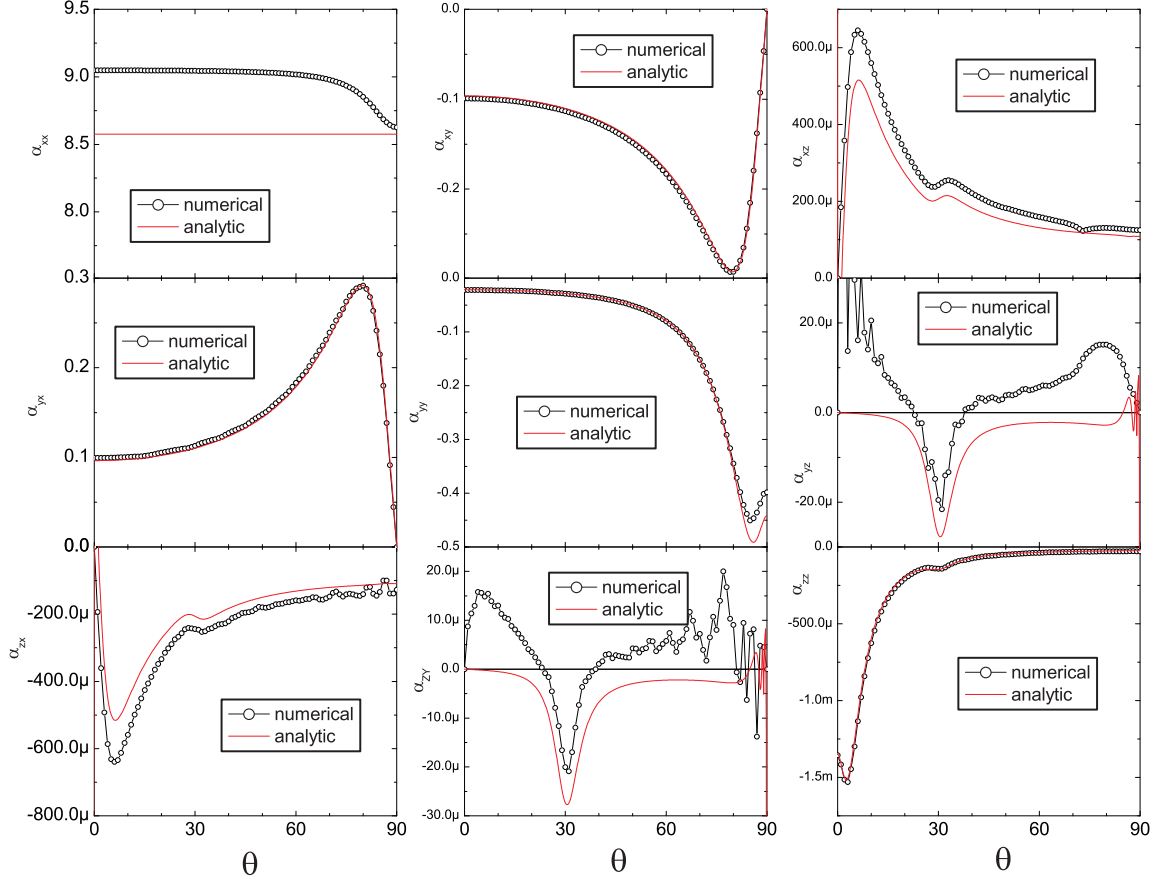 9.5
9.0
8.5
8.0
0.3
α_xx
numerical
analytic
0.0
-0.1
-0.2
0.0
α_xy
numerical
analytic
600.0µ
400.0µ
200.0µ
0.0
α_xz
numerical
analytic
0.3
0.2
0.1
0.0
α_yx
numerical
analytic
0.0
-0.1
-0.2
-0.3
-0.4
-0.5
α_yy
numerical
analytic
20.0µ
0.0
-20.0µ
0.0
α_yz
numerical
analytic
0.0
-200.0µ
-400.0µ
-600.0µ
-800.0µ
α_zx
numerical
analytic
0 30 60 90
θ
20.0µ
10.0µ
0.0
-10.0µ
-20.0µ
-30.0µ
α_ZY
numerical
analytic
0 30 60 90
θ
-500.0µ
-1.0m
-1.5m
α_zz
numerical
analytic
0 30 60 90
θ